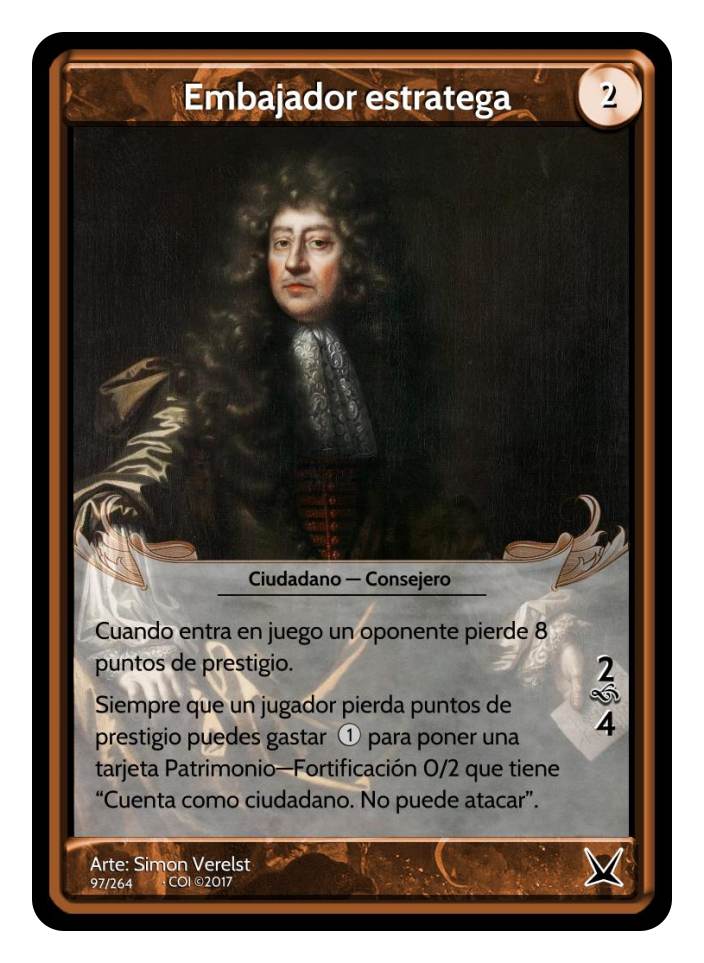 Embajador estratega
2
Ciudadano — Consejero
Cuando entra en juego un oponente pierde 8
puntos de prestigio.
Siempre que un jugador pierda puntos de
prestigio puedes gastar 1 para poner una
tarjeta Patrimonio—Fortificación 0/2 que tiene
“Cuenta como ciudadano. No puede atacar”.
2
4
Arte: Simon Verelst
97/264 · COI ©2017